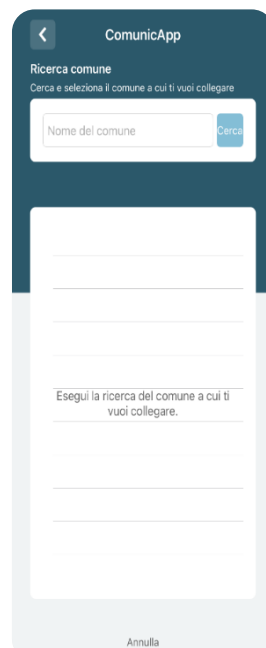 ComunicApp
Ricerca comune
Cerca e seleziona il comune a cui ti vuoi collegare
Nome del comune
Cerca
Esegui la ricerca del comune a cui ti
vuoi collegare.
Annulla